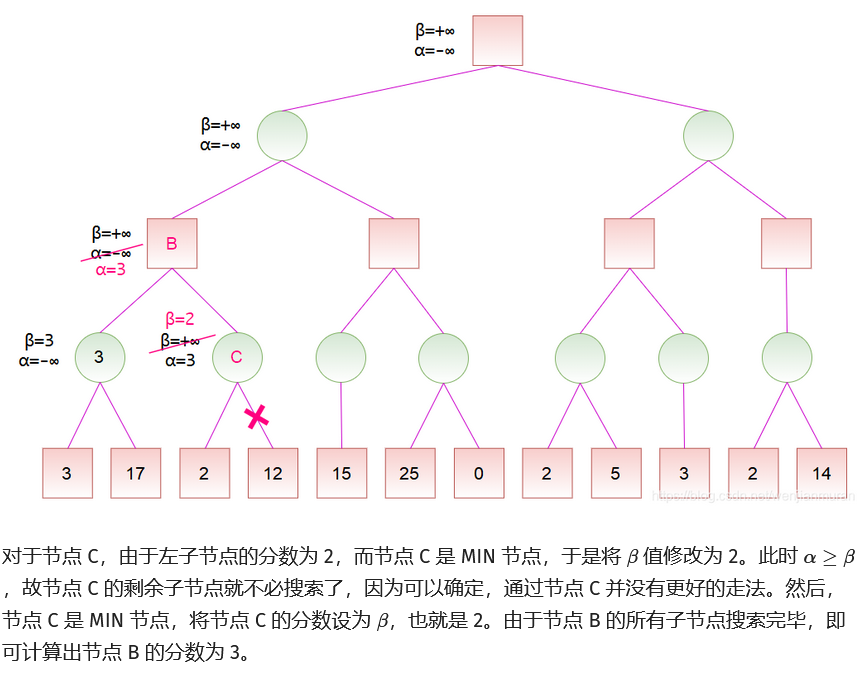 β=+∞
α=-∞
β=+∞
α=-∞
β=+∞
α=-∞
α=3
B
β=2
β=3
α=-∞
3
β=+∞
α=3
C
3
17
2
12
15
25
0
2
5
3
2
14
对于节点 C，由于左子节点的分数为 2，而节点 C 是 MIN 节点，于是将 β 值修改为 2。此时 α ≥ β
，故节点 C 的剩余子节点就不必搜索了，因为可以确定，通过节点 C 并没有更好的走法。然后，
节点 C 是 MIN 节点，将节点 C 的分数设为 β，也就是 2。由于节点 B 的所有子节点搜索完毕，即
可计算出节点 B 的分数为 3。